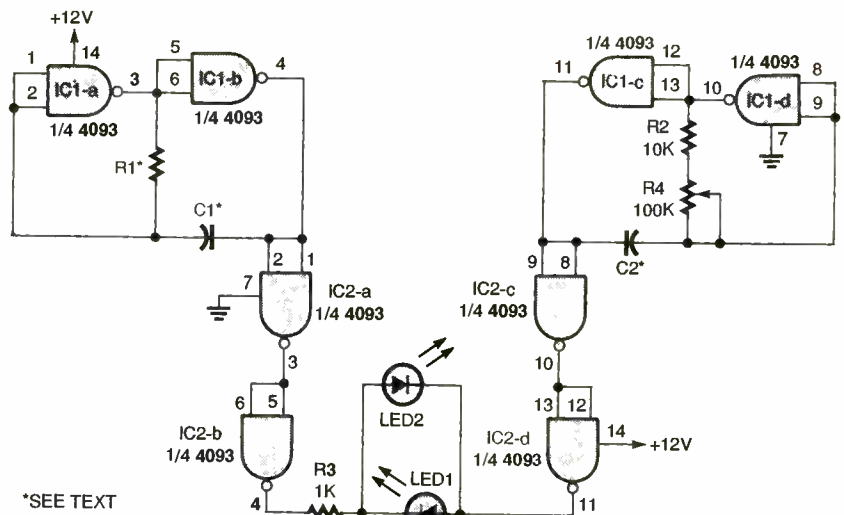 +12V
1
14
2
IC1-a
3
1/4 4093
5
6
IC1-b
4
1/4 4093
R1*
C1*
1/4 4093
11
12
13
IC1-c
10
1/4 4093
IC1-d
8
9
7
R2
10K
R4
100K
C2*
2
1
7
IC2-a
1/4 4093
3
9
8
IC2-c
1/4 4093
10
6
5
IC2-b
1/4 4093
4
LED2
LED1
R3
1K
13
12
IC2-d
1/4 4093
14
+12V
11
*SEE TEXT